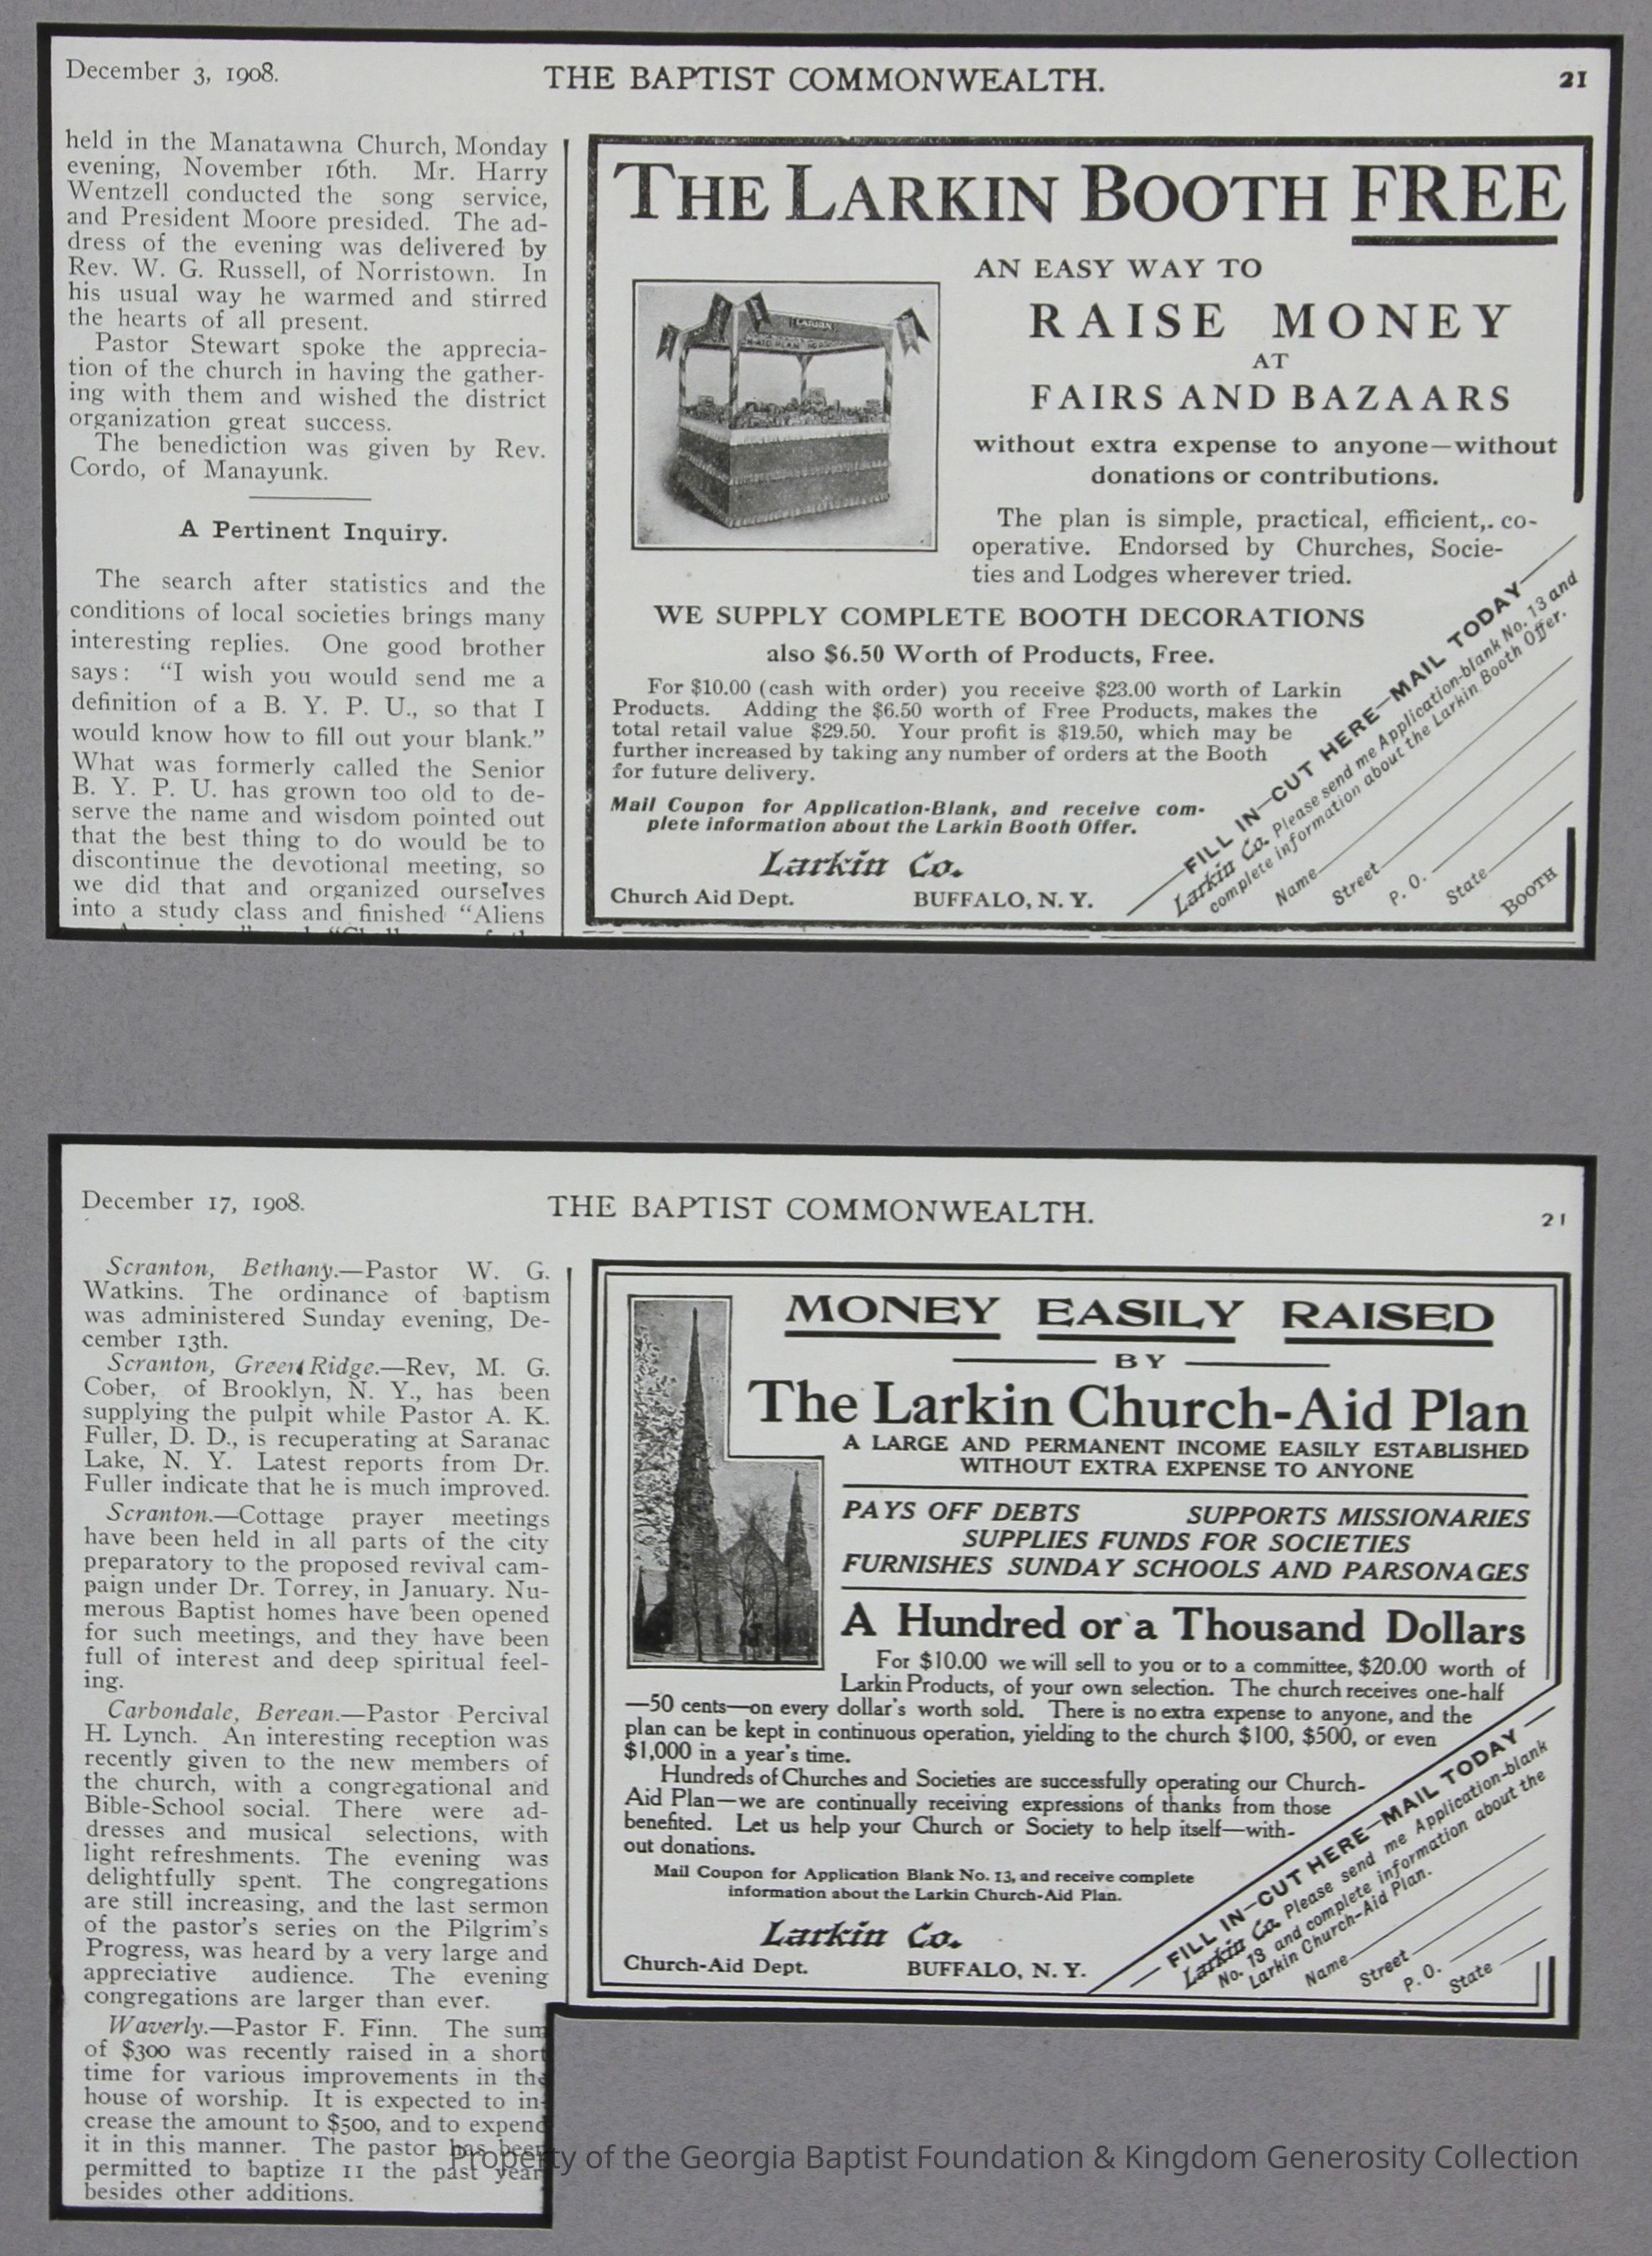 December 3, 1908.
THE BAPTIST COMMONWEALTH.
21
held in the Manatawna Church, Monday
evening, November 16th. Mr. Harry
Wentzell conducted the song service,
and President Moore presided. The ad-
dress of the evening was delivered by
Rev. W. G. Russell, of Norristown. In
his usual way he warmed and stirred
the hearts of all present.
Pastor Stewart spoke the apprecia-
tion of the church in having the gather-
ing with them and wished the district
organization great success.
The benediction was given by Rev.
Cordo, of Manayunk.
A Pertinent Inquiry.
The search after statistics and the
conditions of local societies brings many
interesting replies. One good brother
says: “I wish you would send me a
definition of a B. Y. P. U., so that I
would know how to fill out your blank.”
What was formerly called the Senior
B. Y. P. U. has grown too old to de-
serve the name and wisdom pointed out
that the best thing to do would be to
discontinue the devotional meeting, so
we did that and organized ourselves
into a study class and finished “Aliens
THE LARKIN BOOTH FREE
LARKIN
AN EASY WAY TO
RAISE MONEY
AT
FAIRS AND BAZAARS
without extra expense to anyone—without
donations or contributions.
The plan is simple, practical, efficient,. co-
operative. Endorsed by Churches, Socie-
ties and Lodges wherever tried.
WE SUPPLY COMPLETE BOOTH DECORATIONS
also $6.50 Worth of Products, Free.
For $10.00 (cash with order) you receive $23.00 worth of Larkin
Products. Adding the $6.50 worth of Free Products, makes the
total retail value $29.50. Your profit is $19.50, which may be
further increased by taking any number of orders at the Booth
for future delivery.
Mail Coupon for Application-Blank, and receive com-
plete information about the Larkin Booth Offer.
Larkin Co.
Church Aid Dept. BUFFALO, N. Y.
FILL IN—CUT HERE—MAIL TODAY
Larkin Co. Please send me Application-blank No. 13 and
complete information about the Larkin Booth Offer.
Name
Street
P. O.
State
BOOTH
December 17, 1908.
THE BAPTIST COMMONWEALTH.
21
Scranton, Bethany.—Pastor W. G.
Watkins. The ordinance of baptism
was administered Sunday evening, De-
cember 13th.
Scranton, Green Ridge.—Rev, M. G.
Cober, of Brooklyn, N. Y., has been
supplying the pulpit while Pastor A. K.
Fuller, D. D., is recuperating at Saranac
Lake, N. Y. Latest reports from Dr.
Fuller indicate that he is much improved.
Scranton.—Cottage prayer meetings
have been held in all parts of the city
preparatory to the proposed revival cam-
paign under Dr. Torrey, in January. Nu-
merous Baptist homes have been opened
for such meetings, and they have been
full of interest and deep spiritual feel-
ing.
Carbondale, Berean.—Pastor Percival
H. Lynch. An interesting reception was
recently given to the new members of
the church, with a congregational and
Bible-School social. There were ad-
dresses and musical selections, with
light refreshments. The evening was
delightfully spent. The congregations
are still increasing, and the last sermon
of the pastor's series on the Pilgrim's
Progress, was heard by a very large and
appreciative audience. The evening
congregations are larger than ever.
Waverly.—Pastor F. Finn. The sum
of $300 was recently raised in a short
time for various improvements in the
house of worship. It is expected to in-
crease the amount to $500, and to expend
it in this manner. The pastor has been
permitted to baptize 11 the past year
besides other additions.
MONEY EASILY RAISED
BY
The Larkin Church-Aid Plan
A LARGE AND PERMANENT INCOME EASILY ESTABLISHED
WITHOUT EXTRA EXPENSE TO ANYONE
PAYS OFF DEBTS SUPPORTS MISSIONARIES
SUPPLIES FUNDS FOR SOCIETIES
FURNISHES SUNDAY SCHOOLS AND PARSONAGES
A Hundred or a Thousand Dollars
For $10.00 we will sell to you or to a committee, $20.00 worth of
Larkin Products, of your own selection. The church receives one-half
—50 cents—on every dollar's worth sold. There is no extra expense to anyone, and the
plan can be kept in continuous operation, yielding to the church $100, $500, or even
$1,000 in a year's time.
Hundreds of Churches and Societies are successfully operating our Church-
Aid Plan—we are continually receiving expressions of thanks from those
benefited. Let us help your Church or Society to help itself—with-
out donations.
Mail Coupon for Application Blank No. 13, and receive complete
information about the Larkin Church-Aid Plan.
Larkin Co.
Church-Aid Dept. BUFFALO, N. Y.
FILL IN—CUT HERE—MAIL TODAY
Larkin Co. Please send me Application-blank
No. 13 and complete information about the
Larkin Church-Aid Plan.
Name
Street
P. O.
State
Property of the Georgia Baptist Foundation & Kingdom Generosity Collection